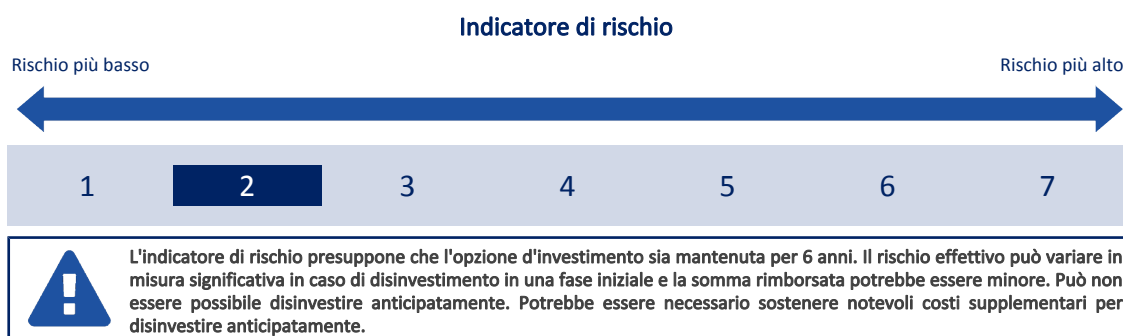 Indicatore di rischio
Rischio più basso
Rischio più alto
1 2 3 4 5 6 7
L'indicatore di rischio presuppone che l'opzione d'investimento sia mantenuta per 6 anni. Il rischio effettivo può variare in
misura significativa in caso di disinvestimento in una fase iniziale e la somma rimborsata potrebbe essere minore. Può non
essere possibile disinvestire anticipatamente. Potrebbe essere necessario sostenere notevoli costi supplementari per
disinvestire anticipatamente.